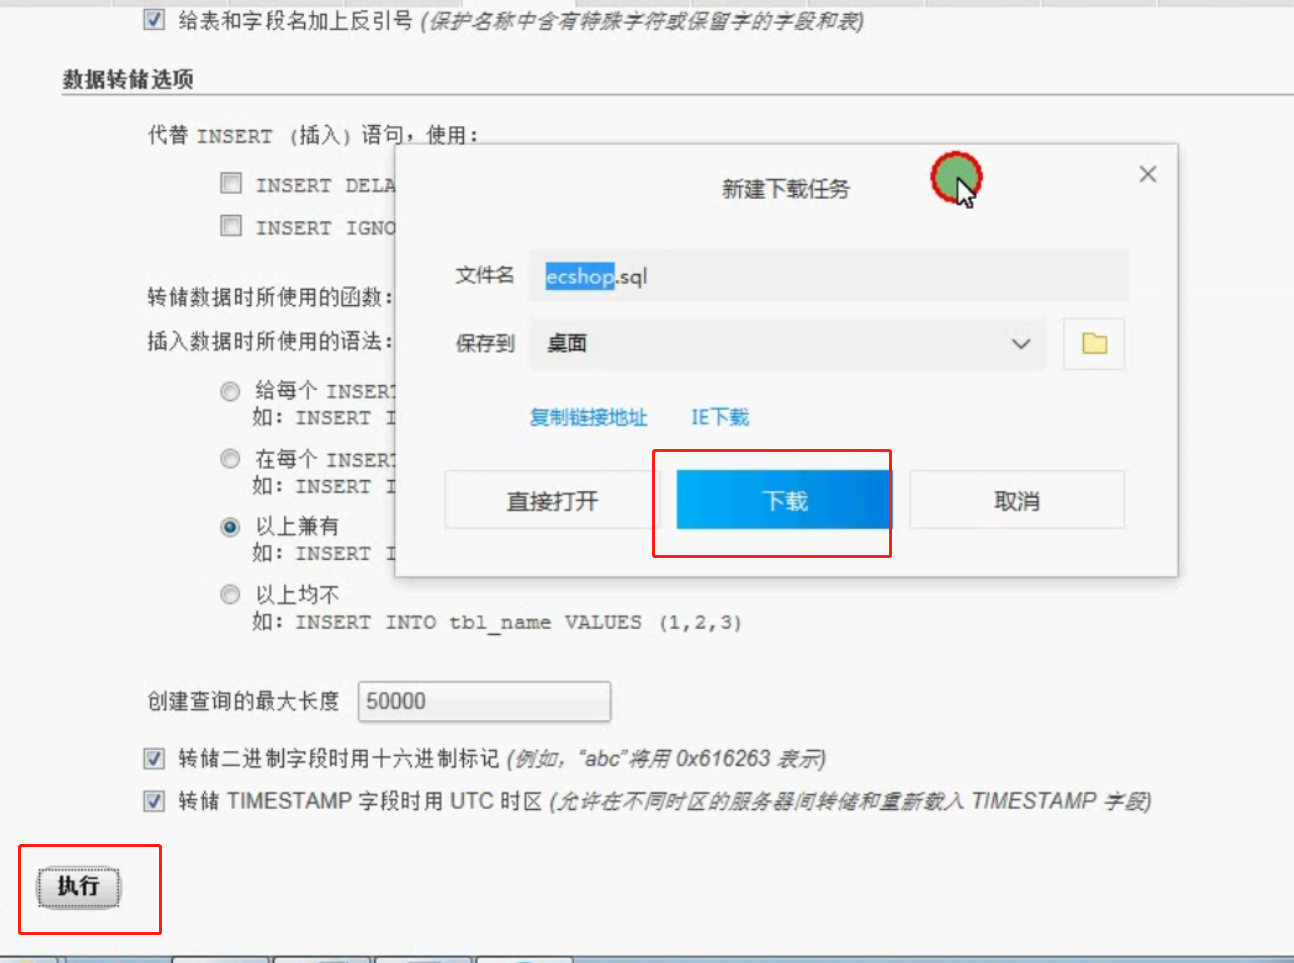 给表和字段名加上反引号 (保护名称中含有特殊字符或保留字的字段和表)
数据转储选项
代替 INSERT (插入) 语句，使用：
INSERT DELA
INSERT IGNO
转储数据时所使用的函数：
插入数据时所使用的语法：
给每个 INSERT
如： INSERT I
在每个 INSERT
如： INSERT I
以上兼有
如： INSERT I
以上均不
如： INSERT INTO tbl_name VALUES (1,2,3)
新建下载任务
文件名 ecshop.sql
保存到 桌面
复制链接地址 IE下载
直接打开 下载 取消
创建查询的最大长度 50000
转储二进制字段时用十六进制标记 (例如，“abc”将用 0x616263 表示)
转储 TIMESTAMP 字段时用 UTC 时区 (允许在不同时区的服务器间转储和重新载入 TIMESTAMP 字段)
执行